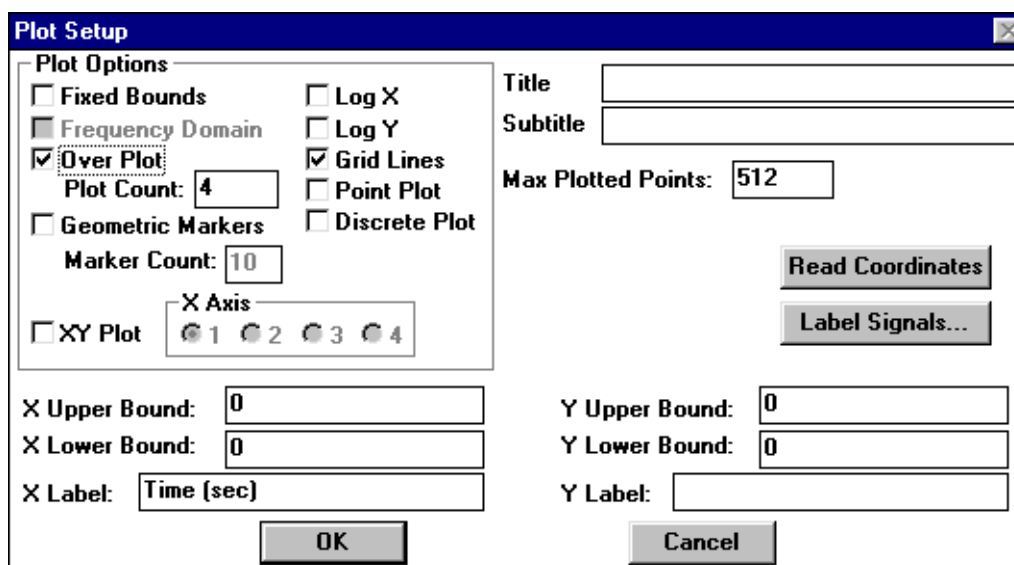 Plot Setup
Plot Options
Fixed Bounds
Log X
Frequency Domain
Log Y
Over Plot
Grid Lines
Plot Count: 4
Point Plot
Geometric Markers
Discrete Plot
Marker Count: 10
X Axis
XY Plot
1 2 3 4
Title
Subtitle
Max Plotted Points: 512
Read Coordinates
Label Signals...
X Upper Bound: 0
Y Upper Bound: 0
X Lower Bound: 0
Y Lower Bound: 0
X Label: Time (sec)
Y Label:
OK
Cancel